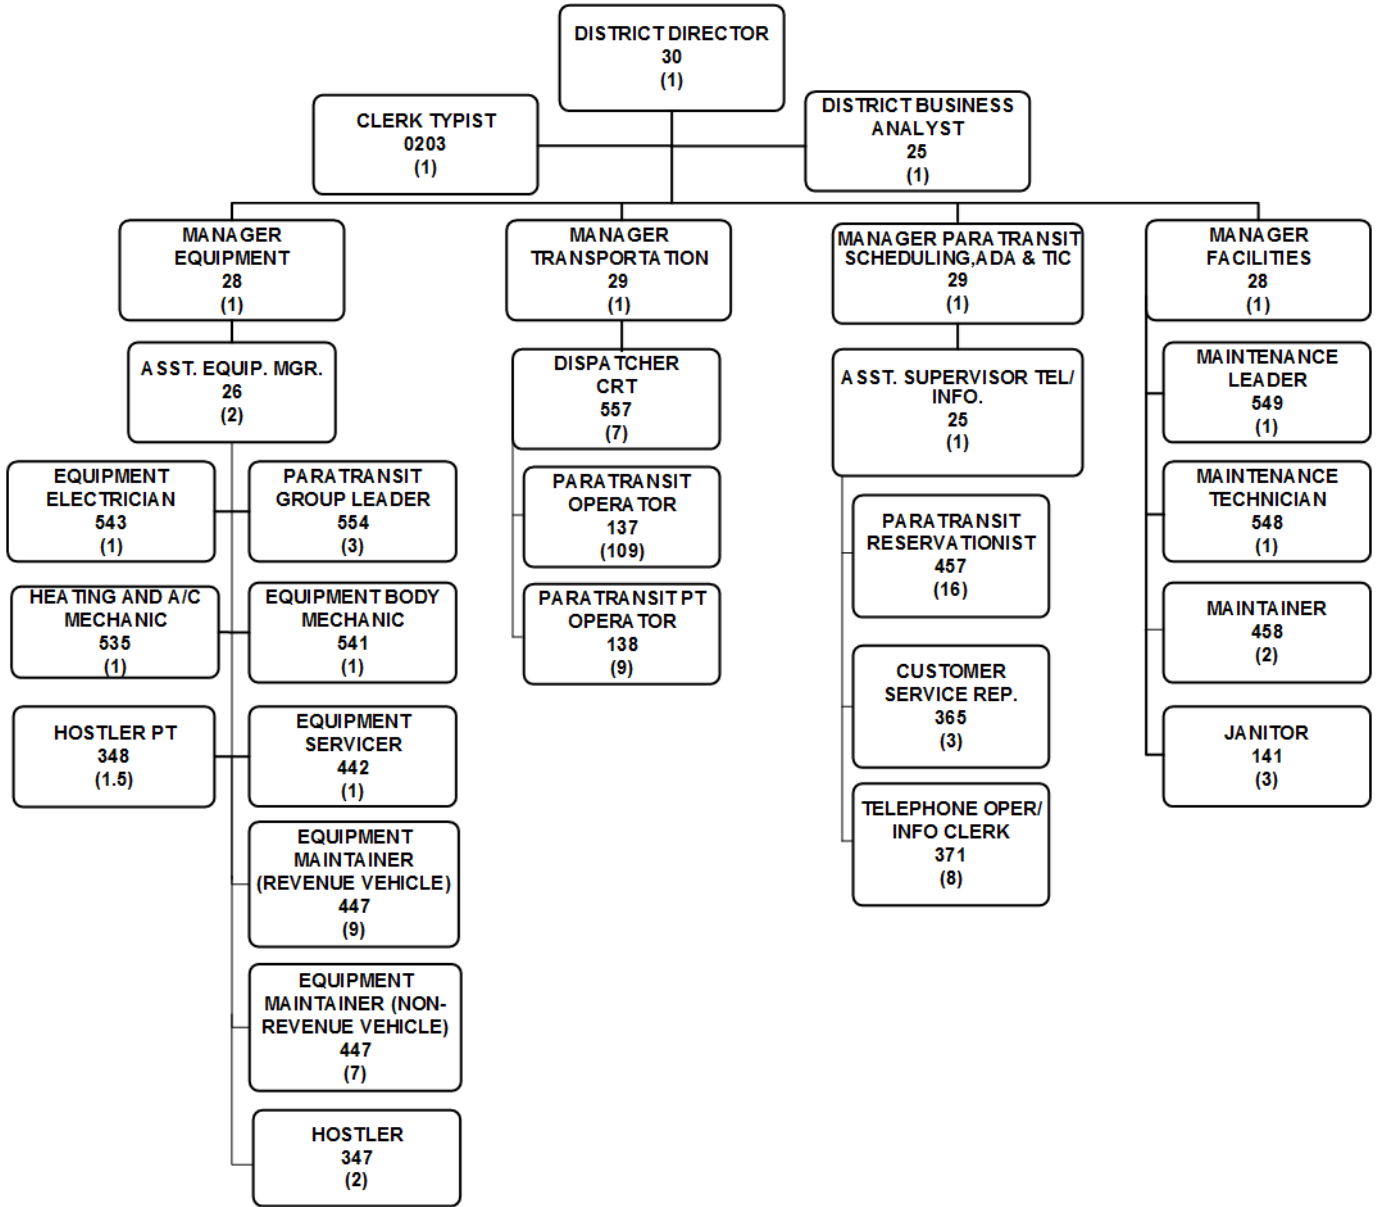 DISTRICT DIRECTOR
30
(1)
CLERK TYPIST
0203
(1)
DISTRICT BUSINESS
ANALYST
25
(1)
MANAGER
EQUIPMENT
28
(1)
MANAGER
TRANSPORTATION
29
(1)
MANAGER PARATRANSIT
SCHEDULING,ADA & TIC
29
(1)
MANAGER
FACILITIES
28
(1)
ASST. EQUIP. MGR.
26
(2)
EQUIPMENT
ELECTRICIAN
543
(1)
PARATRANSIT
GROUP LEADER
554
(3)
HEATING AND A/C
MECHANIC
535
(1)
EQUIPMENT BODY
MECHANIC
541
(1)
HOSTLER PT
348
(1.5)
EQUIPMENT
SERVICER
442
(1)
EQUIPMENT
MAINTAINER
(REVENUE VEHICLE)
447
(9)
EQUIPMENT
MAINTAINER (NON-
REVENUE VEHICLE)
447
(7)
HOSTLER
347
(2)
DISPATCHER
CRT
557
(7)
PARATRANSIT
OPERATOR
137
(109)
PARATRANSIT PT
OPERATOR
138
(9)
ASST. SUPERVISOR TEL/
INFO.
25
(1)
PARATRANSIT
RESERVATIONIST
457
(16)
CUSTOMER
SERVICE REP.
365
(3)
TELEPHONE OPER/
INFO CLERK
371
(8)
MAINTENANCE
LEADER
549
(1)
MAINTENANCE
TECHNICIAN
548
(1)
MAINTAINER
458
(2)
JANITOR
141
(3)